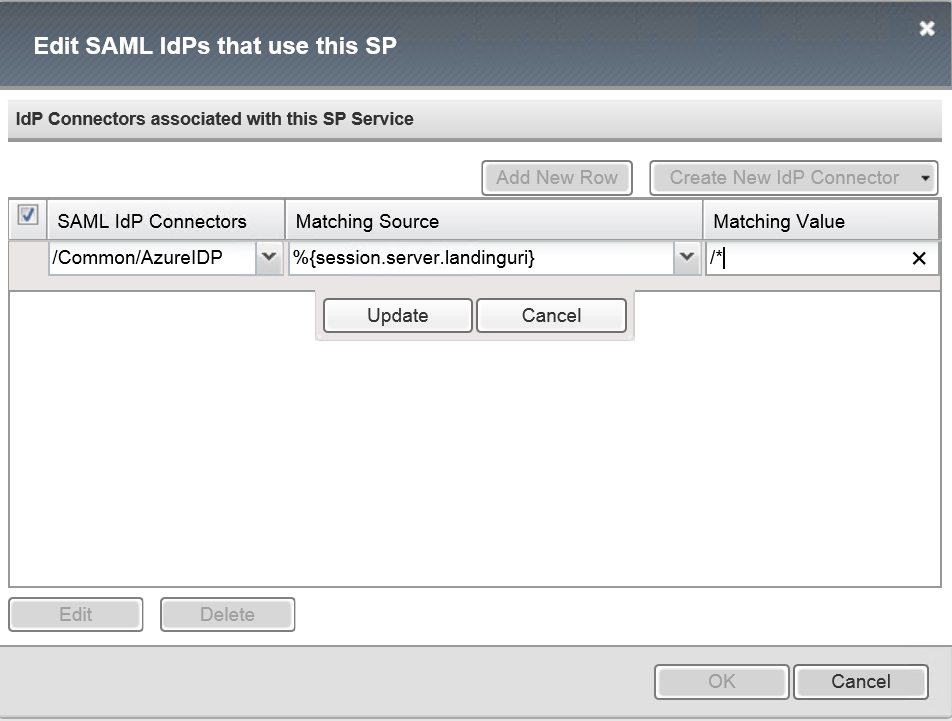 Edit SAML IdPs that use this SP
IdP Connectors associated with this SP Service
Add New Row Create New IdP Connector
SAML IdP Connectors Matching Source Matching Value
/Common/AzureIDP %{session.server.landinguri} /*
Update Cancel
Edit Delete
OK Cancel